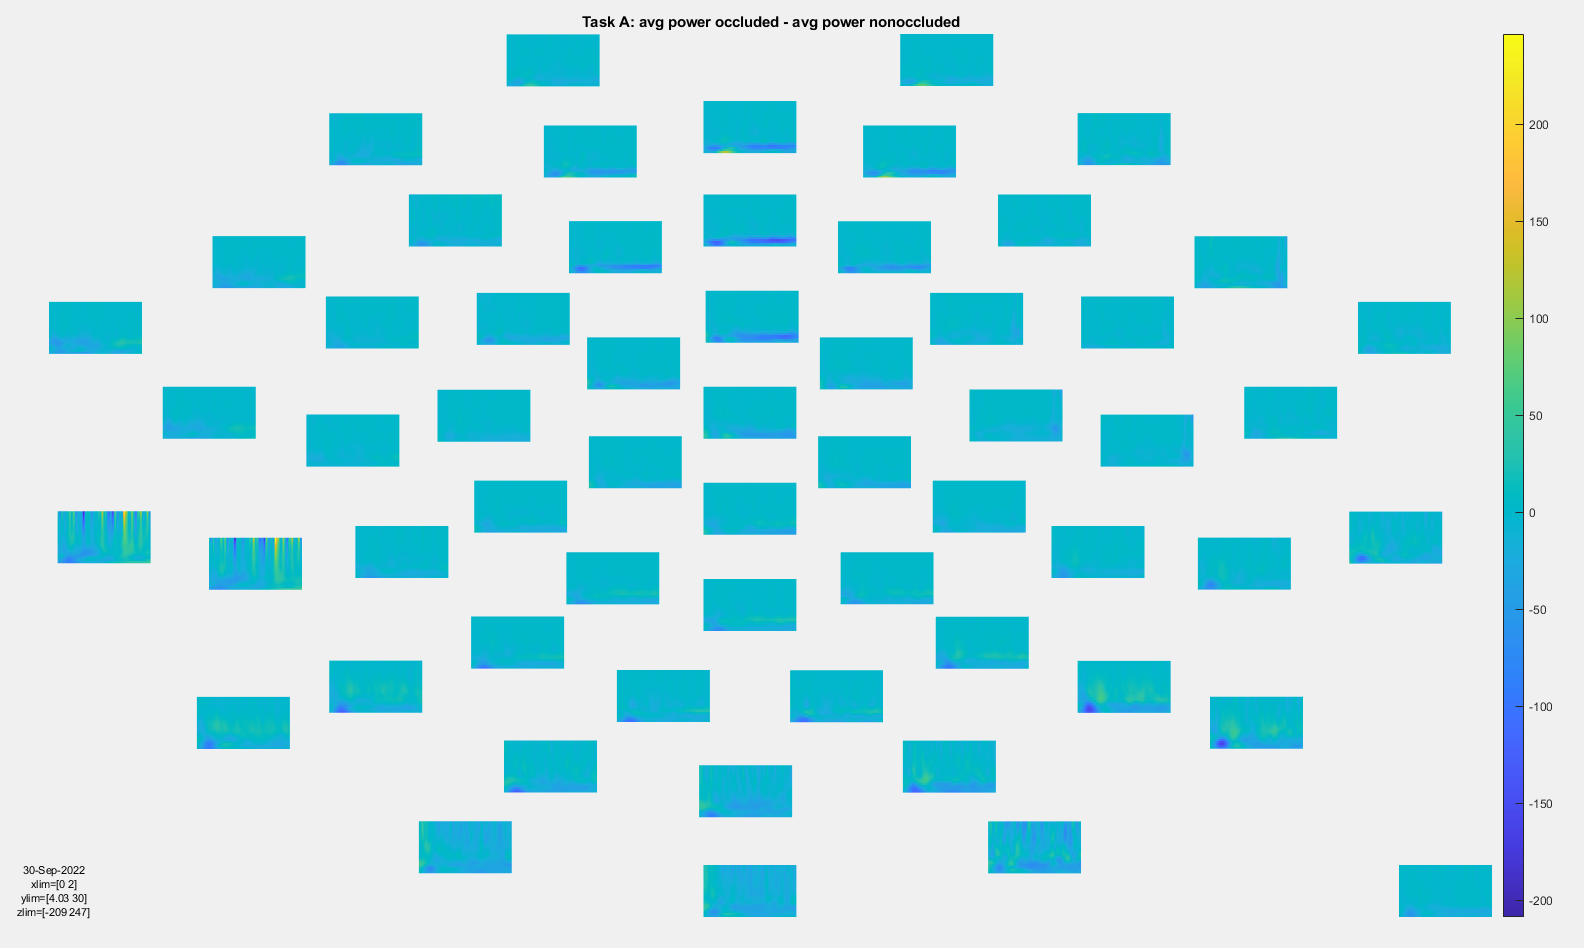 Task A: avg power occluded - avg power nonoccluded
200
150
100
50
0
-50
-100
-150
-200
30-Sep-2022
xlim=[0 2]
ylim=[4.03 30]
zlim=[-209 247]